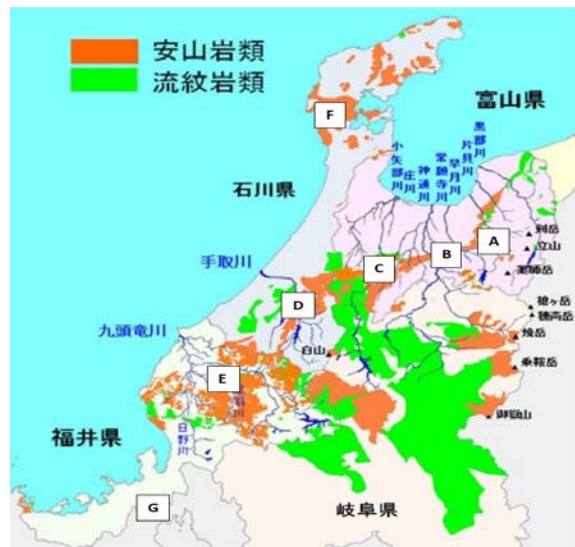 安山岩類
流紋岩類
富山県
F
黒部川
片貝川
早月川
常願寺川
神通川
庄川
小矢部川
石川県
A
立山
B
手取川
C
薬師岳
槍ヶ岳
穂高岳
D
焼岳
九頭竜川
白山
乗鞍岳
E
羽川
御嶽山
日野川
福井県
G
岐阜県